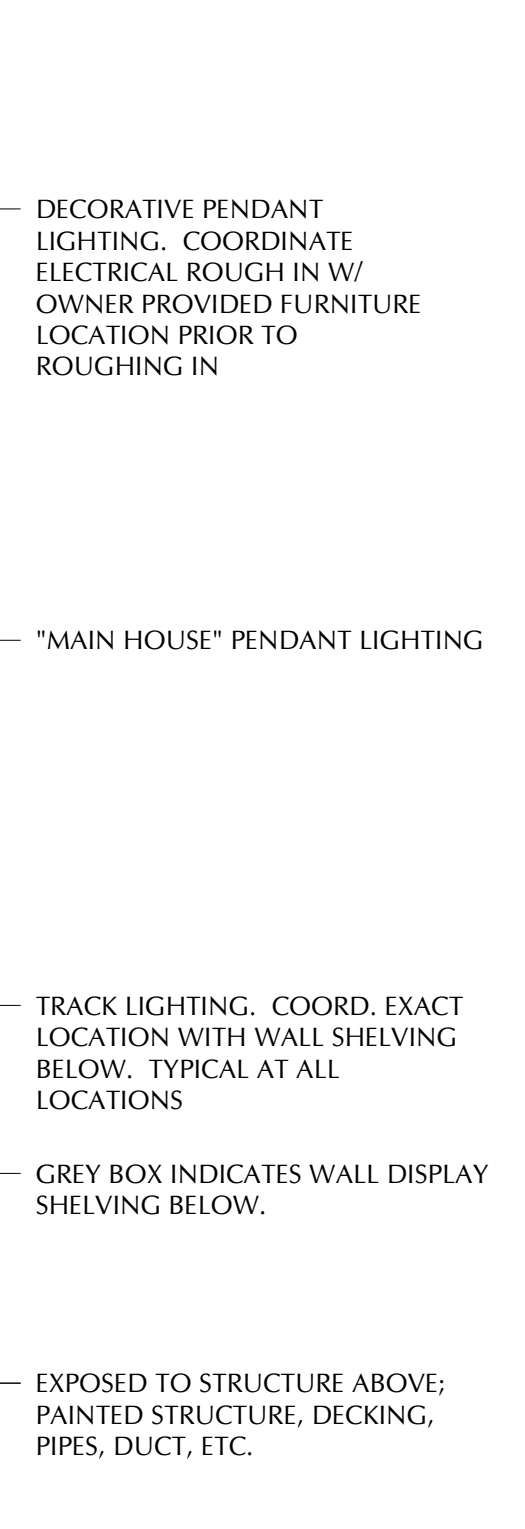 DECORATIVE PENDANT
LIGHTING.  COORDINATE
ELECTRICAL ROUGH IN W/
OWNER PROVIDED FURNITURE
LOCATION PRIOR TO
ROUGHING IN
"MAIN HOUSE" PENDANT LIGHTING
TRACK LIGHTING.  COORD. EXACT
LOCATION WITH WALL SHELVING
BELOW.  TYPICAL AT ALL
LOCATIONS
GREY BOX INDICATES WALL DISPLAY
SHELVING BELOW.
EXPOSED TO STRUCTURE ABOVE;
PAINTED STRUCTURE, DECKING,
PIPES, DUCT, ETC.